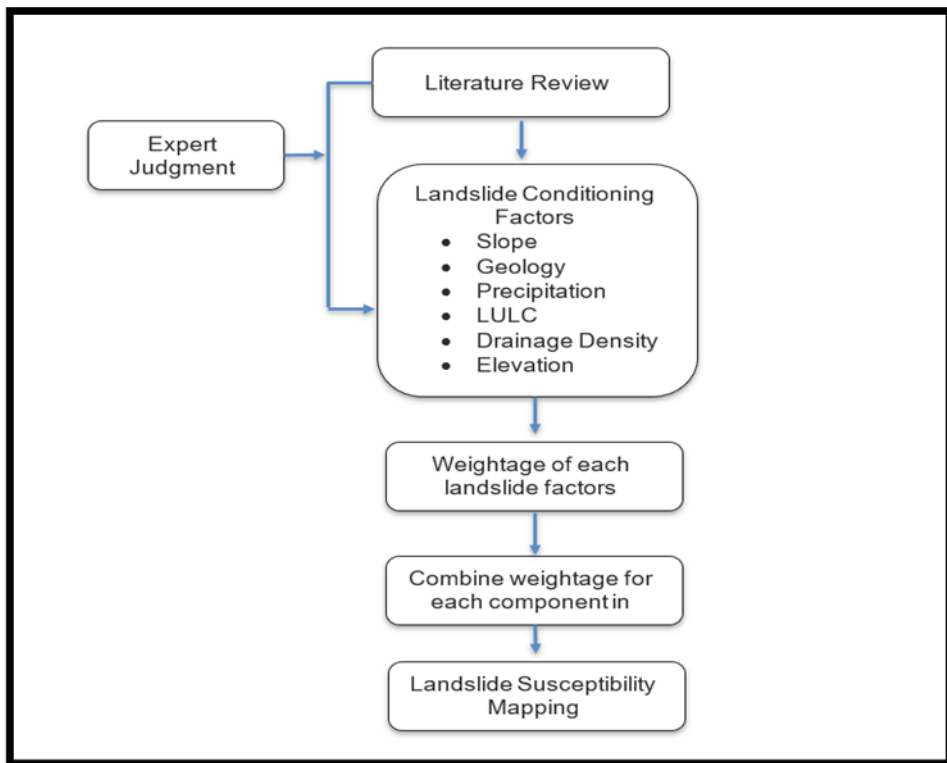 Literature Review
Expert
Judgment
Landslide Conditioning
Factors
• Slope
• Geology
• Precipitation
• LULC
• Drainage Density
• Elevation
Weightage of each
landslide factors
Combine weightage for
each component in
Landslide Susceptibility
Mapping